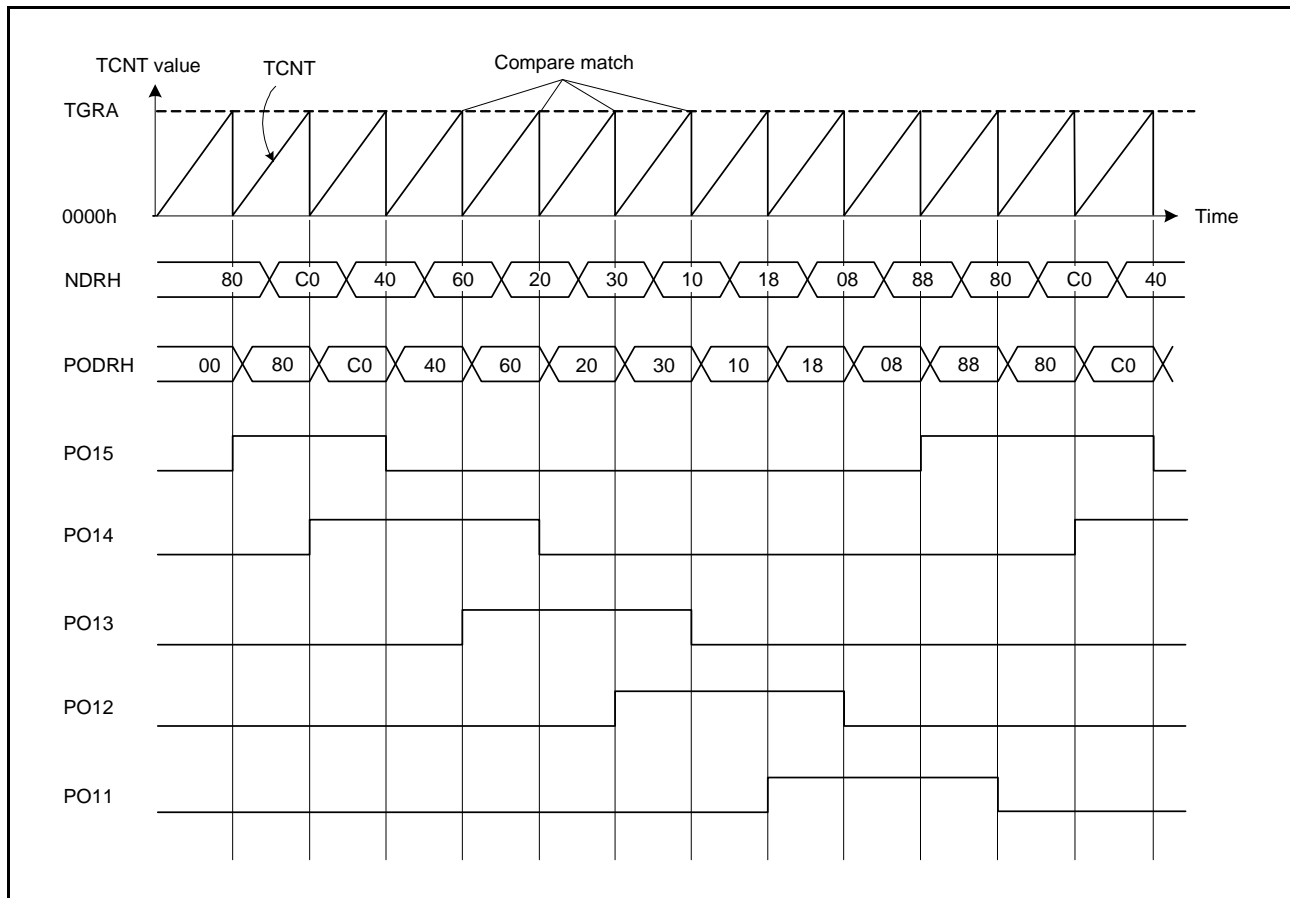 TCNT value
TCNT
Compare match
TGRA
0000h
Time
NDRH 80 C0 40 60 20 30 10 18 08 88 80 C0 40
PODRH 00 80 C0 40 60 20 30 10 18 08 88 80 C0
PO15
PO14
PO13
PO12
PO11